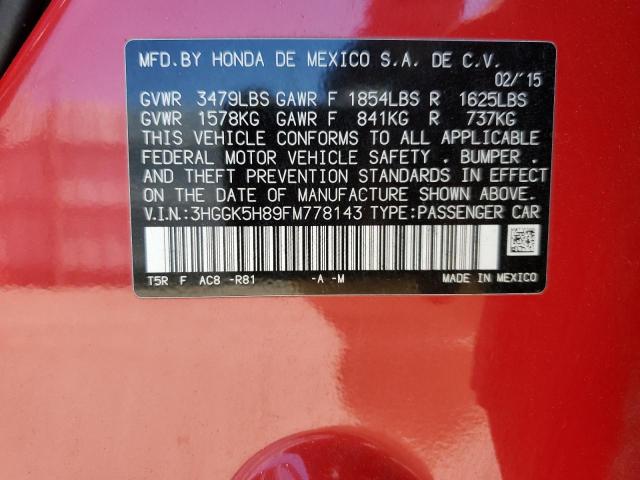 MFD.BY HONDA DE MEXICO S.A. DE C.V.
02/'15
GVWR 3479LBS GAWR F 1854LBS R 1625LBS
GVWR 1578KG GAWR F 841KG R 737KG
THIS VEHICLE CONFORMS TO ALL APPLICABLE
FEDERAL MOTOR VEHICLE SAFETY . BUMPER .
AND THEFT PREVENTION STANDARDS IN EFFECT
ON THE DATE OF MANUFACTURE SHOWN ABOVE.
V.I.N.:3HGGK5H89FM778143 TYPE:PASSENGER CAR
T5R F AC8 -R81 -A -M MADE IN MEXICO